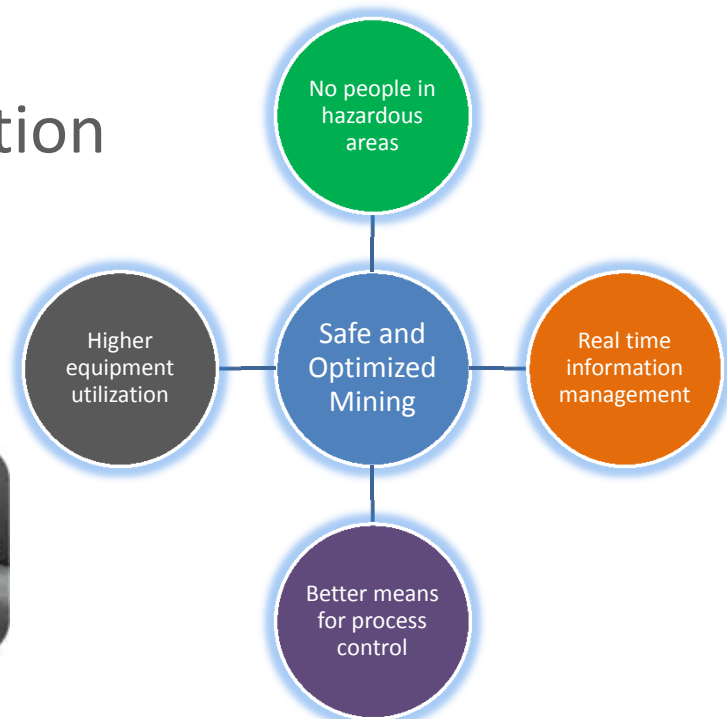 tion
No people in
hazardous
areas
Higher
equipment
utilization
Safe and
Optimized
Mining
Real time
information
management
Better means
for process
control